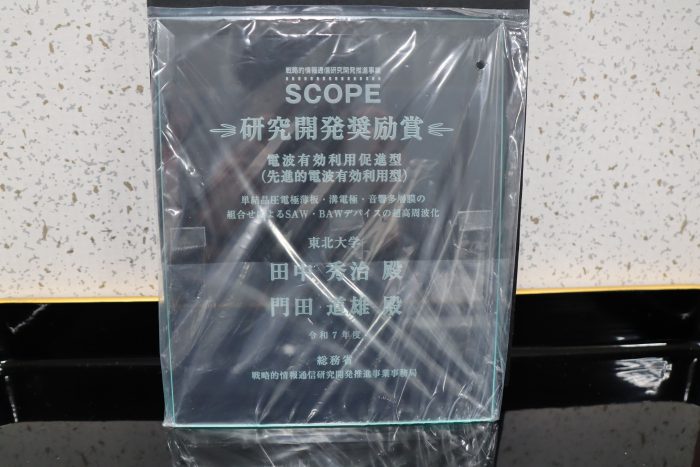 戦略的情報通信研究開発推進事業
SCOPE
研究開発奨励賞
電波有効利用促進型
(先進的電波有効利用型)
単結晶圧電極薄板・溝電極・音響多層膜の
組合せによるSAW・BAWデバイスの超高周波化
東北大学
田中 秀治 殿
門田 道雄 殿
令和7年度
総務省
戦略的情報通信研究開発推進事業事務局